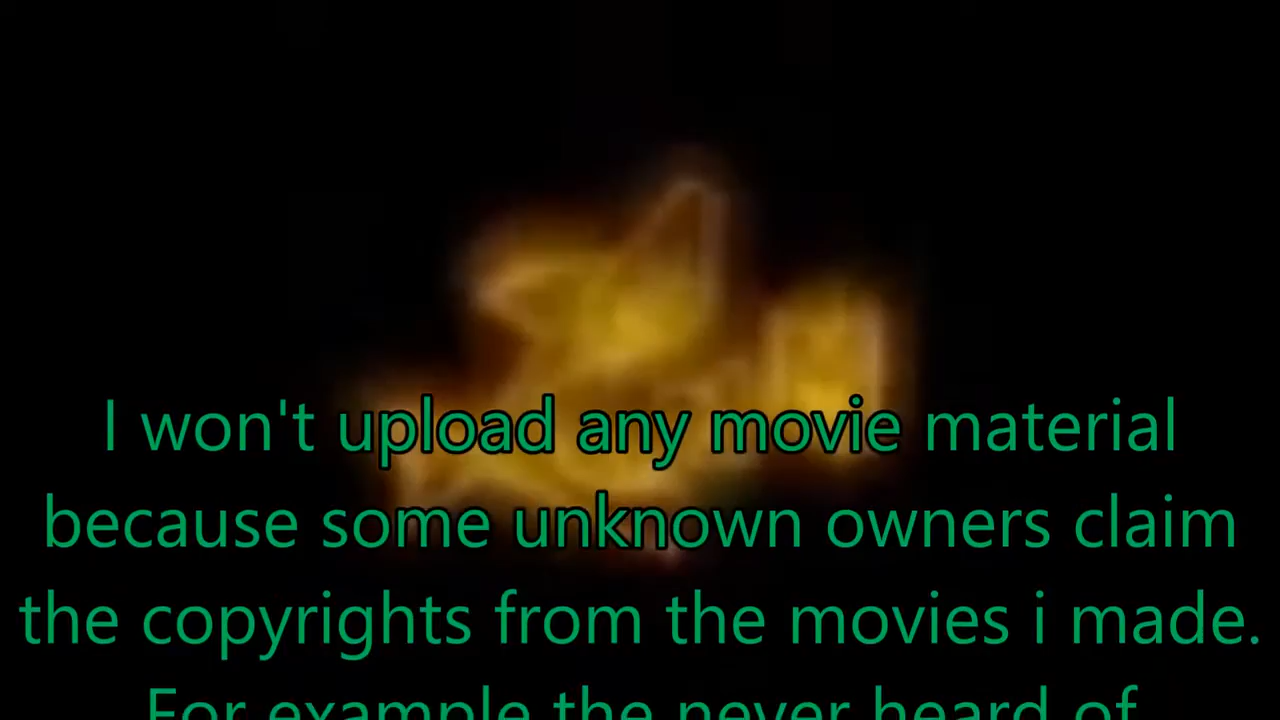 I won't upload any movie material
because some unknown owners claim
the copyrights from the movies i made.
For example the never heard of